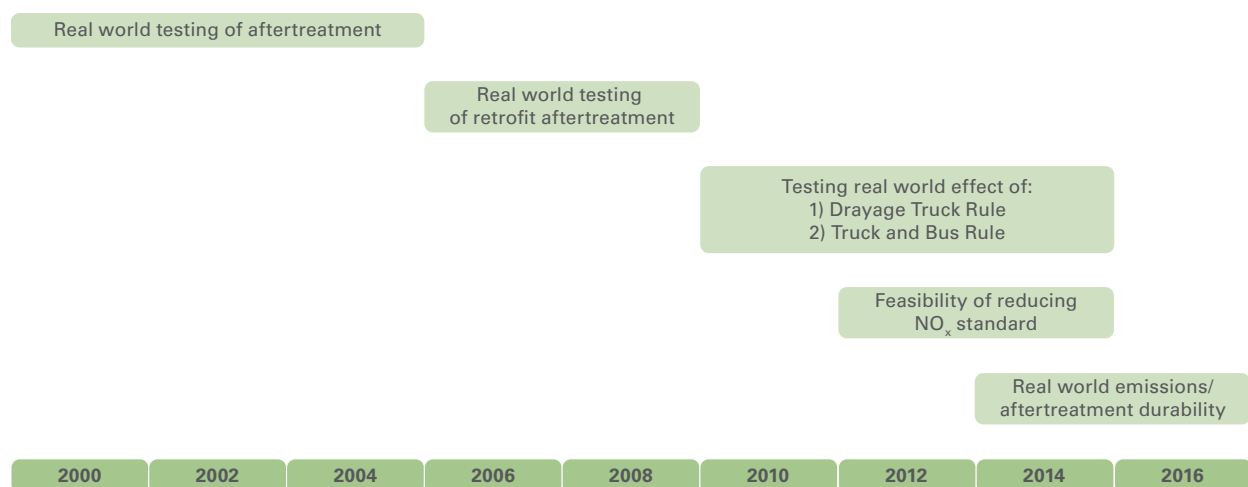 Real world testing of aftertreatment
Real world testing
of retrofit aftertreatment
Testing real world effect of:
1) Drayage Truck Rule
2) Truck and Bus Rule
Feasibility of reducing
NOₓ standard
Real world emissions/
aftertreatment durability
2000 2002 2004 2006 2008 2010 2012 2014 2016